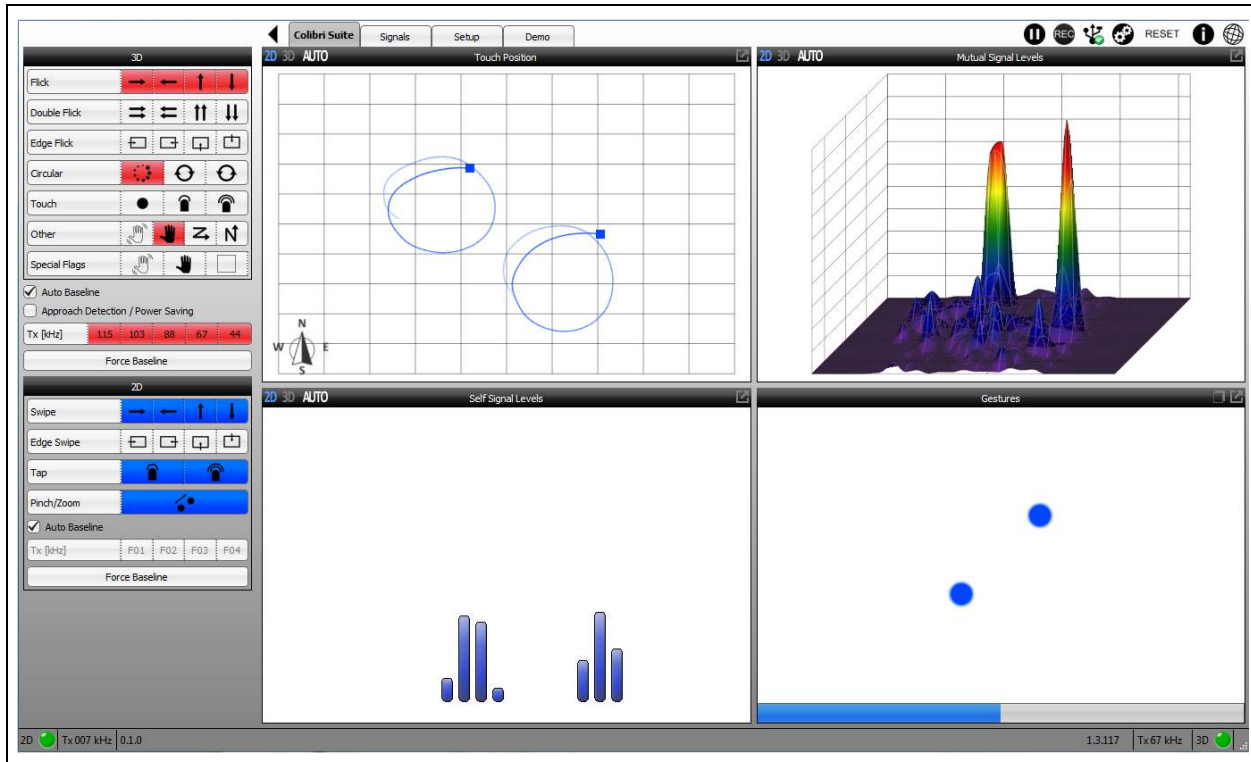 Colibri Suite Signals Setup Demo
REC RESET
3D
Flick
Double Flick
Edge Flick
Circular
Touch
Other
Special Flags
Auto Baseline
Approach Detection / Power Saving
Tx [kHz] 115 103 88 67 44
Force Baseline
2D
Swipe
Edge Swipe
Tap
Pinch/Zoom
Auto Baseline
Tx [kHz] F01 F02 F03 F04
Force Baseline
2D 3D AUTO Touch Position
N
W E
S
2D 3D AUTO Mutual Signal Levels
2D 3D AUTO Self Signal Levels
Gestures
2D Tx 007 kHz 0.1.0
1.3.117 Tx 67 kHz 3D